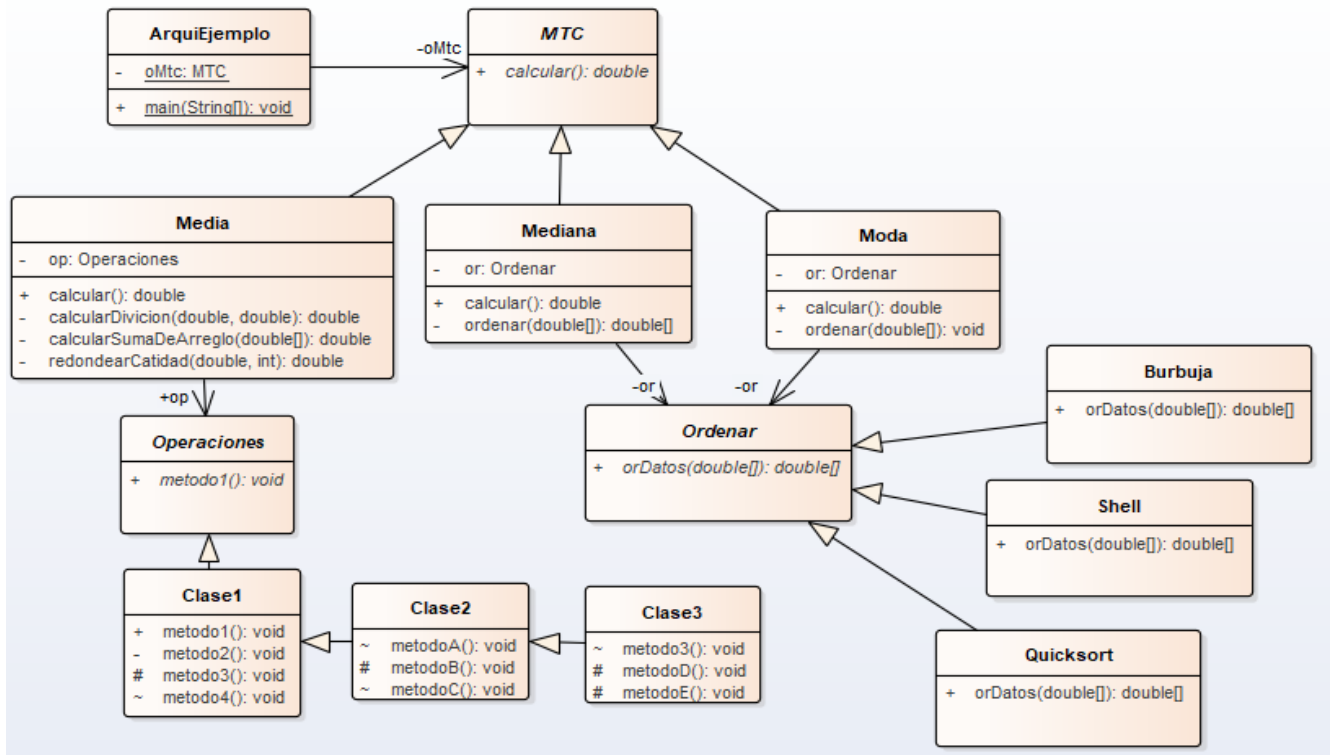 ArquiEjemplo
- oMtc: MTC
+ main(String[]): void
-oMtc
MTC
+ calcular(): double
Media
- op: Operaciones
+ calcular(): double
- calcularDivicion(double, double): double
- calcularSumaDeArreglo(double[]): double
- redondearCatidad(double, int): double
Mediana
- or: Ordenar
+ calcular(): double
- ordenar(double[]): double[]
Moda
- or: Ordenar
+ calcular(): double
- ordenar(double[]): void
+op
-or
-or
Operaciones
+ metodo1(): void
Ordenar
+ orDatos(double[]): double[]
Burbuja
+ orDatos(double[]): double[]
Shell
+ orDatos(double[]): double[]
Quicksort
+ orDatos(double[]): double[]
Clase1
+ metodo1(): void
- metodo2(): void
# metodo3(): void
~ metodo4(): void
Clase2
~ metodoA(): void
# metodoB(): void
~ metodoC(): void
Clase3
~ metodo3(): void
# metodoD(): void
# metodoE(): void